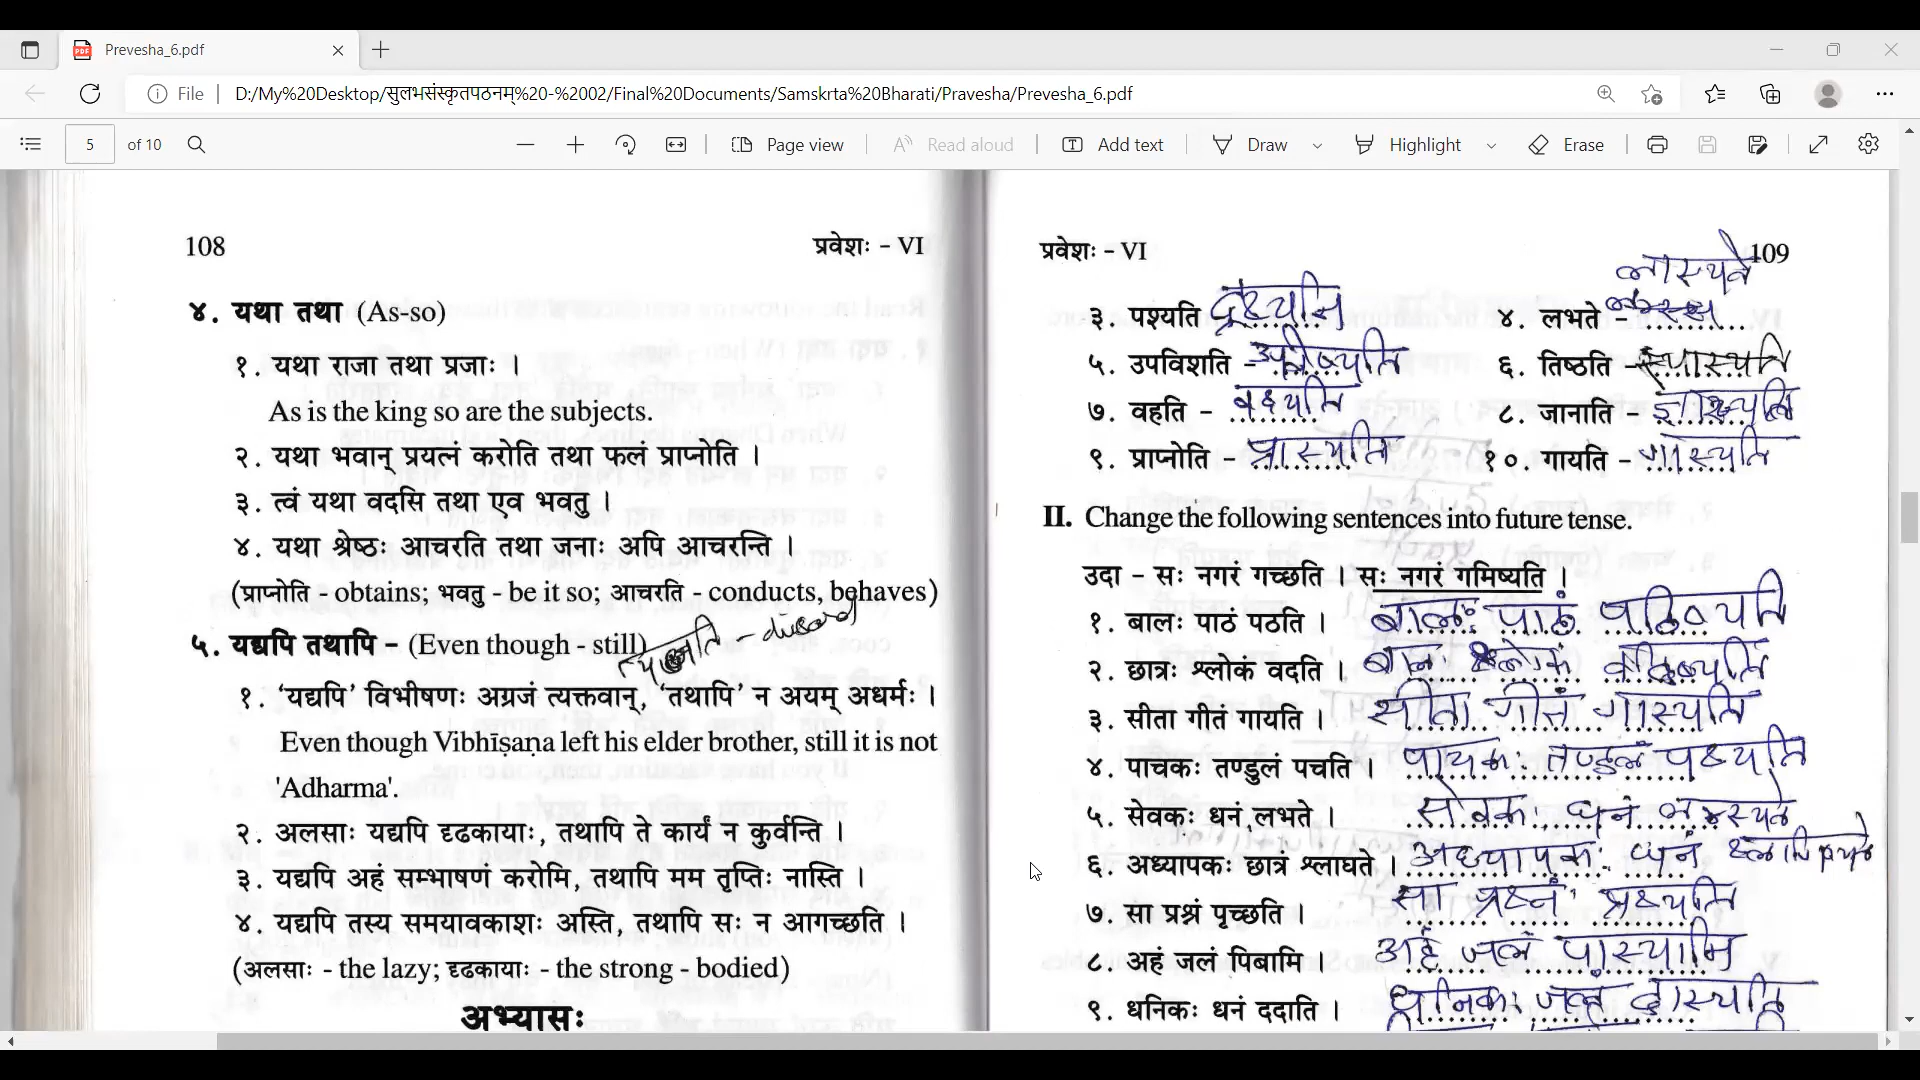 Prevesha_6.pdf
File D:/My%20Desktop/सुलभसंस्कृतपठनम्%20-%2002/Final%20Documents/Samskrta%20Bharati/Pravesha/Prevesha_6.pdf
5 of 10 Page view Read aloud Add text Draw Highlight Erase
108 प्रवेशः - VI
४. यथा तथा (As-so)
१. यथा राजा तथा प्रजाः ।
As is the king so are the subjects.
२. यथा भवान् प्रयत्नं करोति तथा फलं प्राप्नोति ।
३. त्वं यथा वदसि तथा एव भवतु ।
४. यथा श्रेष्ठः आचरति तथा जनाः अपि आचरन्ति ।
(प्राप्नोति - obtains; भवतु - be it so; आचरति - conducts, behaves)
५. यद्यपि तथापि - (Even though - still)
१. ‘यद्यपि’ विभीषणः अग्रजं त्यक्तवान्, ‘तथापि’ न अयम् अधर्मः ।
Even though Vibhīṣaṇa left his elder brother, still it is not
'Adharma'.
२. अलसाः यद्यपि दृढकायाः, तथापि ते कार्यं न कुर्वन्ति ।
३. यद्यपि अहं सम्भाषणं करोमि, तथापि मम तृप्तिः नास्ति ।
४. यद्यपि तस्य समयावकाशः अस्ति, तथापि सः न आगच्छति ।
(अलसाः - the lazy; दृढकायाः - the strong - bodied)
अभ्यासः
प्रवेशः - VI 109
३. पश्यति ४. लभते -
५. उपविशति - ६. तिष्ठति - स्थास्यति
७. वहति - वक्ष्यति ८. जानाति -
९. प्राप्नोति - प्रास्यति १०. गायति - गास्यति
II. Change the following sentences into future tense.
उदा - सः नगरं गच्छति । सः नगरं गमिष्यति ।
१. बालः पाठं पठति । बालः पाठं पठिष्यति
२. छात्रः श्लोकं वदति । वदिष्यति
३. सीता गीतं गायति । सीता गीतं गास्यति
४. पाचकः तण्डुलं पचति । पाचकः तण्डुलं पक्ष्यति
५. सेवकः धनं लभते । सेवकः धनं
६. अध्यापकः छात्रं श्लाघते । अध्यापकः
७. सा प्रश्नं पृच्छति । सा प्रश्नं प्रक्ष्यति
८. अहं जलं पिबामि । अहं जलं पास्यामि
९. धनिकः धनं ददाति । धनिकः जलं दास्यति